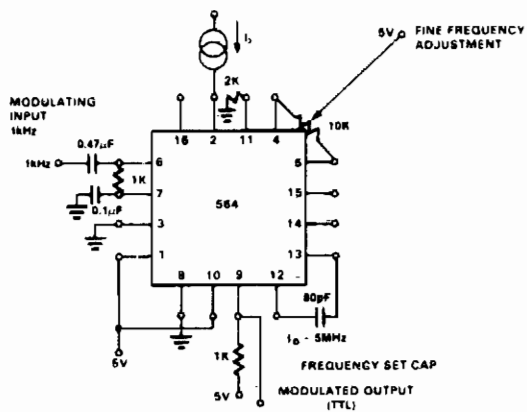 I₀
5V
FINE FREQUENCY
ADJUSTMENT
2K
MODULATING
INPUT
1kHz
10K
16
2
11
4
0.47μF
1kHz
6
5
1K
7
564
15
0.1μF
14
3
13
1
8
10
9
12
80pF
f₀ - 5MHz
1K
FREQUENCY SET CAP
6V
5V
MODULATED OUTPUT
(TTL)